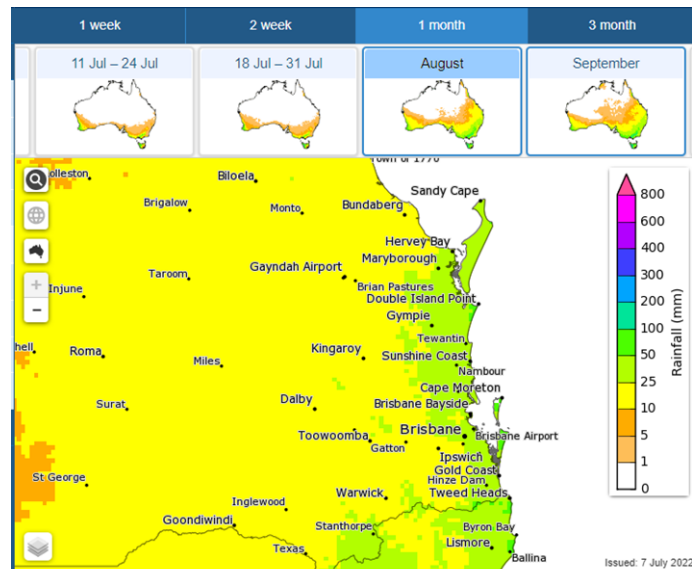 1 week 2 week 1 month 3 month
11 Jul – 24 Jul 18 Jul – 31 Jul August September
Town of 1770
olleston Biloela Sandy Cape 800
Brigalow Monto Bundaberg 600
400
Hervey Bay 300
Taroom Gayndah Airport Maryborough 200
Injune Brian Pastures
Double Island Point 100
Gympie 50
hell Roma Kingaroy Tewantin
Miles Sunshine Coast 25
Nambour
Cape Moreton 10
Surat Dalby Brisbane Bayside 5
Toowoomba Brisbane Brisbane Airport 1
Gatton Ipswich
St George Gold Coast
Hinze Dam
Warwick Tweed Heads 0
Inglewood
Goondiwindi Stanthorpe Byron Bay
Texas Lismore
Ballina
Rainfall (mm)
Issued: 7 July 2022